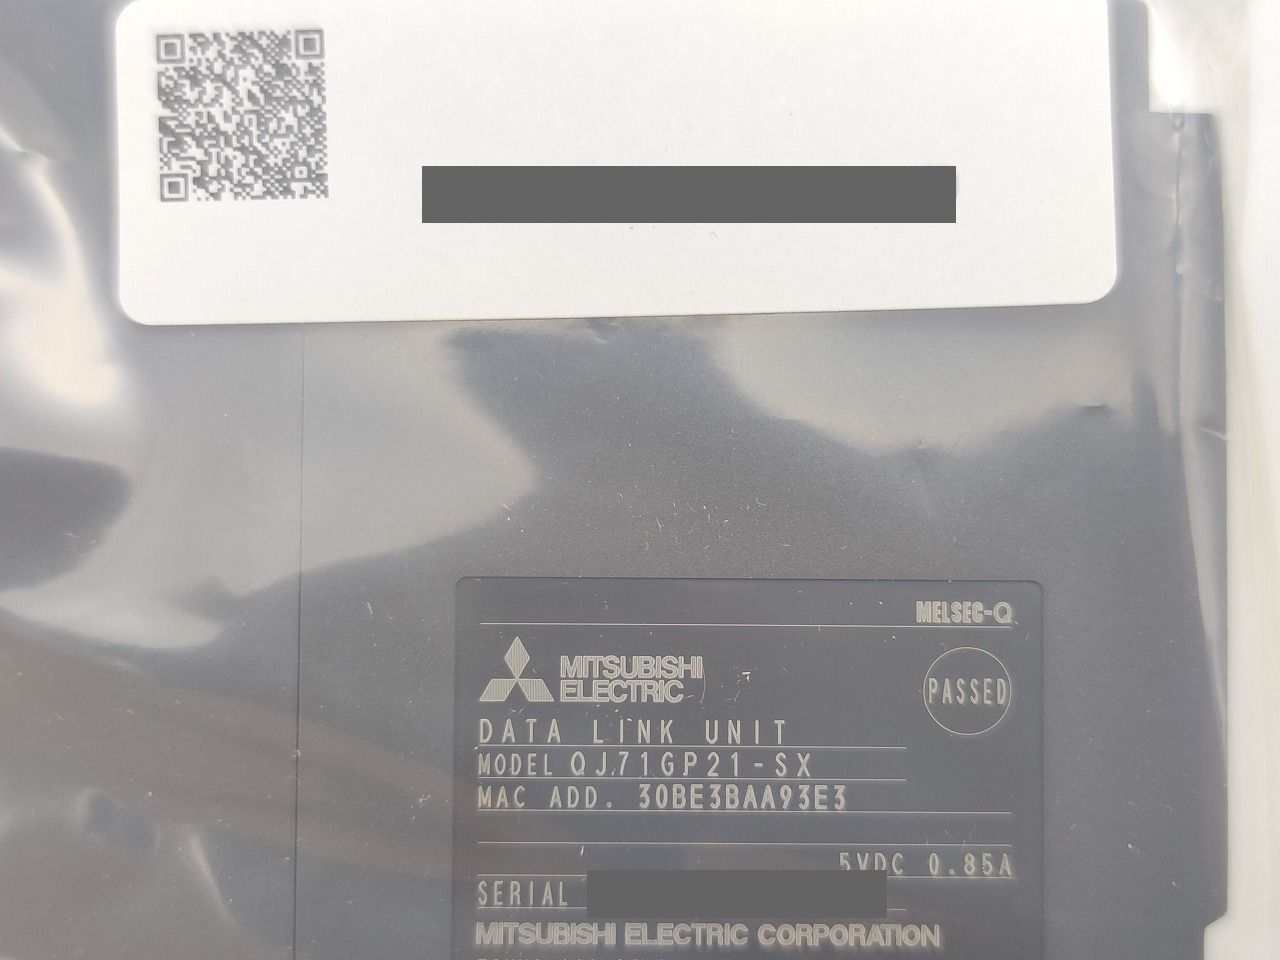 MELSEC-Q
MITSUBISHI
ELECTRIC
PASSED
DATA LINK UNIT
MODEL QJ71GP21-SX
MAC ADD. 30BE3BAA93E3
5VDC 0.85A
SERIAL
MITSUBISHI ELECTRIC CORPORATION